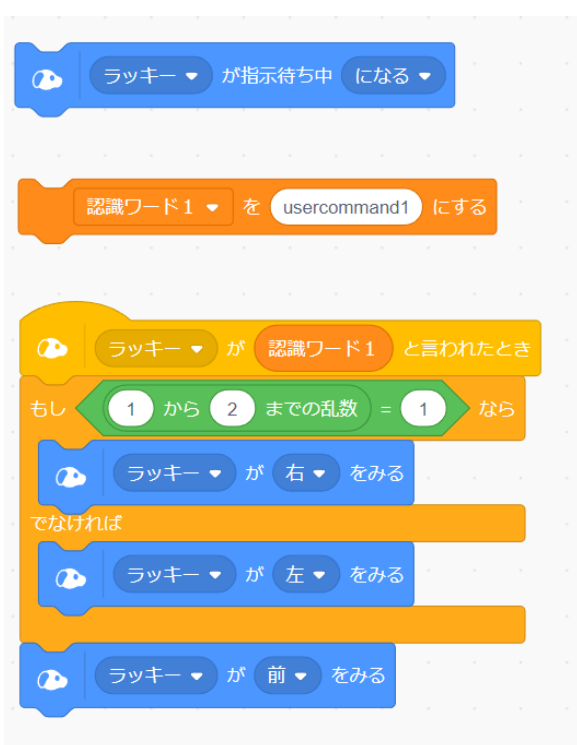 ラッキー が指示待ち中 になる
認識ワード1 を usercommand1 にする
ラッキー が 認識ワード1 と言われたとき
もし 1 から 2 までの乱数 = 1 なら
ラッキー が 右 をみる
でなければ
ラッキー が 左 をみる
ラッキー が 前 をみる